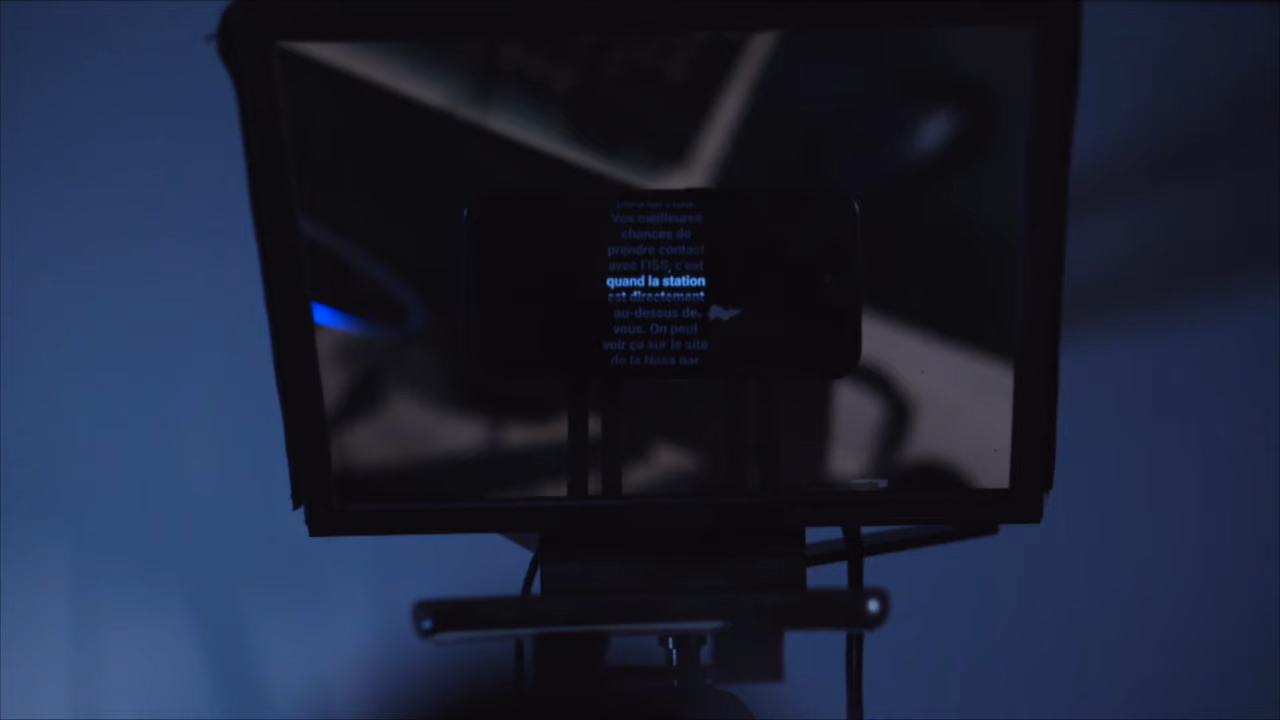 Vos meilleures
chances de
prendre contact
avec l'ISS, c'est
quand la station
est directement
au-dessus de
vous. On peut
voir ça sur le site
de la Nasa par